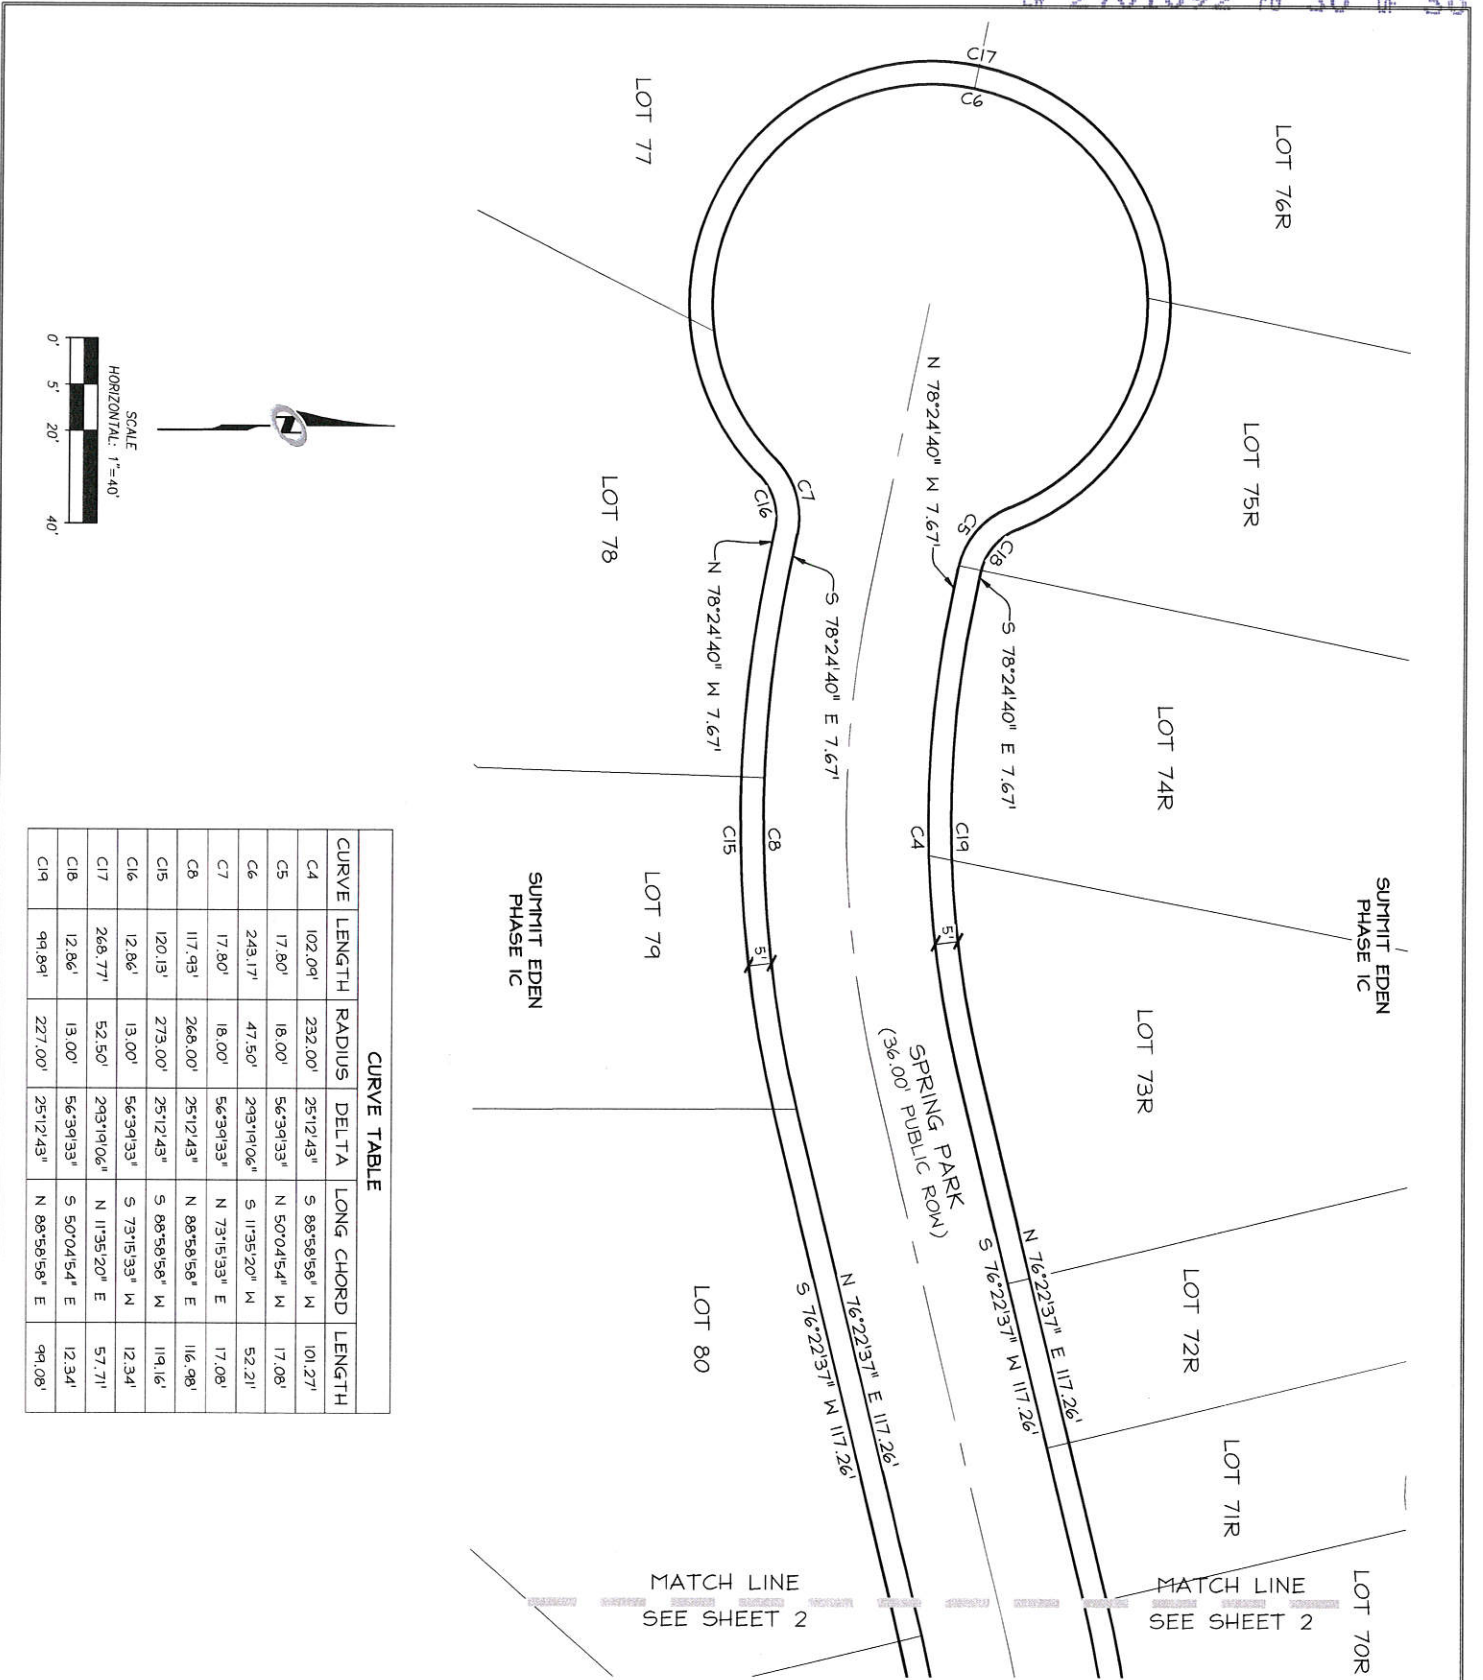 C17
C6
LOT 77
LOT 76R
LOT 75R
N 78°24'40" W 7.67'
C5
C18
S 78°24'40" E 7.67'
C7
C16
S 78°24'40" E 7.67'
N 78°24'40" W 7.67'
LOT 78
LOT 74R
C19
C4
C8
C15
5'
5'
LOT 79
SUMMIT EDEN
PHASE 1C
SUMMIT EDEN
PHASE 1C
LOT 73R
SPRING PARK
(36.00' PUBLIC ROW)
N 76°22'37" E 117.26'
S 76°22'37" W 117.26'
N 76°22'37" E 117.26'
S 76°22'37" W 117.26'
LOT 80
LOT 72R
LOT 71R
LOT 70R
MATCH LINE
SEE SHEET 2
MATCH LINE
SEE SHEET 2
SCALE
HORIZONTAL: 1"=40'
0' 5' 20' 40'
CURVE TABLE
CURVE LENGTH RADIUS DELTA LONG CHORD LENGTH
C4 102.09' 232.00' 25°12'43" S 88°58'58" W 101.27'
C5 17.80' 18.00' 56°39'33" N 50°04'54" W 17.08'
C6 243.17' 47.50' 293°19'06" S 11°35'20" W 52.21'
C7 17.80' 18.00' 56°39'33" N 73°15'33" E 17.08'
C8 117.93' 268.00' 25°12'43" N 88°58'58" E 116.98'
C15 120.13' 273.00' 25°12'43" S 88°58'58" W 119.16'
C16 12.86' 13.00' 56°39'33" S 73°15'33" W 12.34'
C17 268.77' 52.50' 293°19'06" N 11°35'20" E 57.71'
C18 12.86' 13.00' 56°39'33" S 50°04'54" E 12.34'
C19 99.89' 227.00' 25°12'43" N 88°58'58" E 99.08'